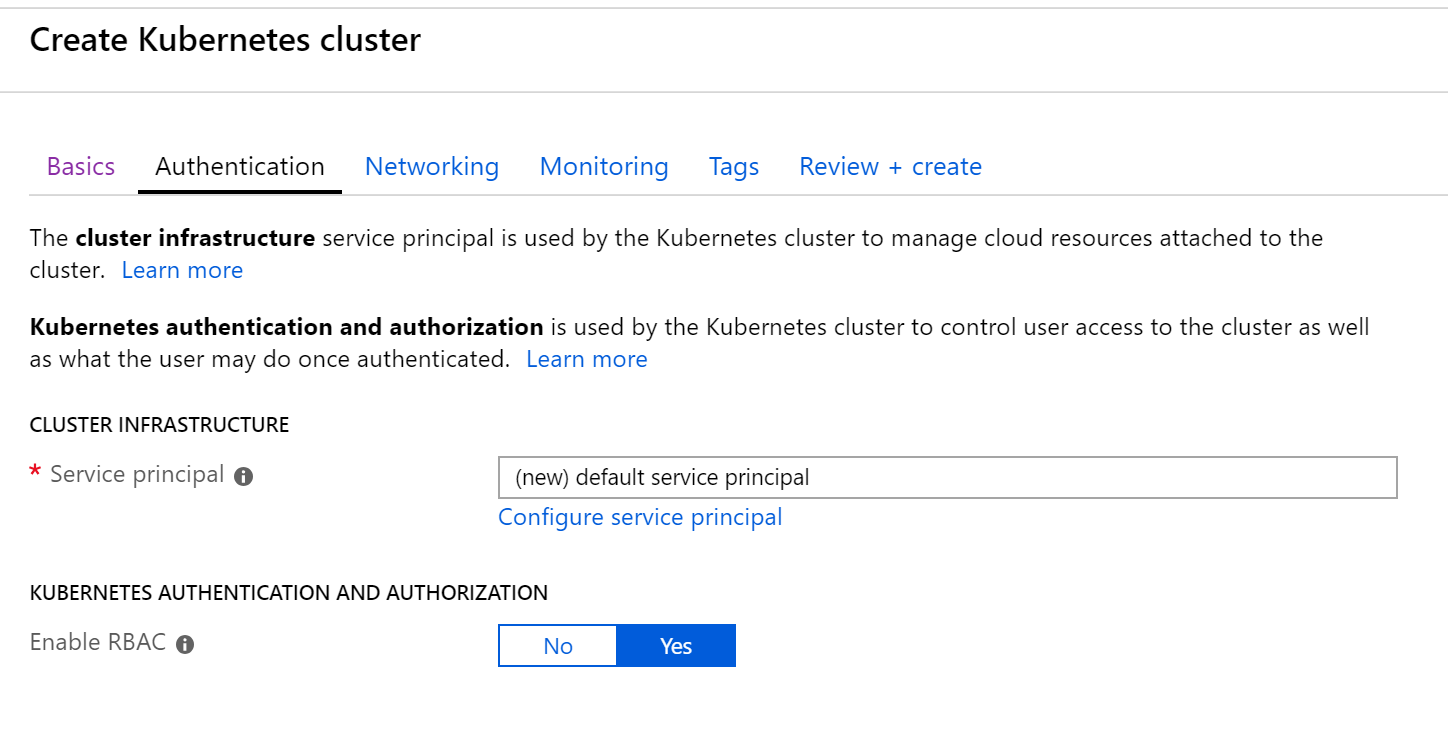 Create Kubernetes cluster
Basics Authentication Networking Monitoring Tags Review + create
The cluster infrastructure service principal is used by the Kubernetes cluster to manage cloud resources attached to the
cluster. Learn more
Kubernetes authentication and authorization is used by the Kubernetes cluster to control user access to the cluster as well
as what the user may do once authenticated. Learn more
CLUSTER INFRASTRUCTURE
* Service principal (new) default service principal
Configure service principal
KUBERNETES AUTHENTICATION AND AUTHORIZATION
Enable RBAC No Yes